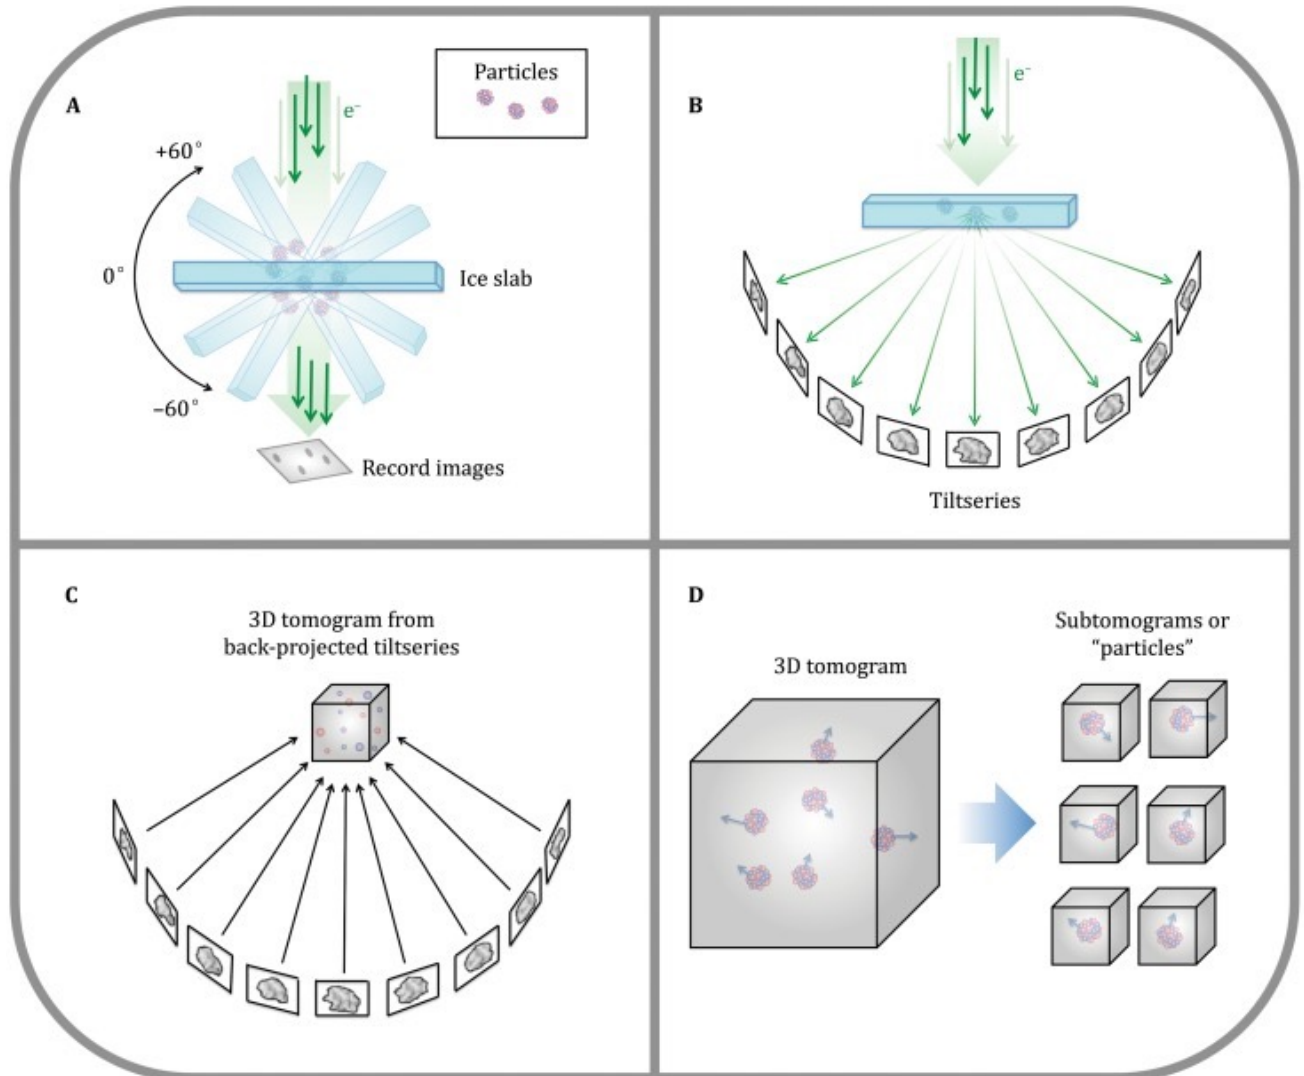 A
Particles
e⁻
+60°
0°
−60°
Ice slab
Record images
B
e⁻
Tiltseries
C
3D tomogram from
back-projected tiltseries
D
3D tomogram
Subtomograms or
“particles”